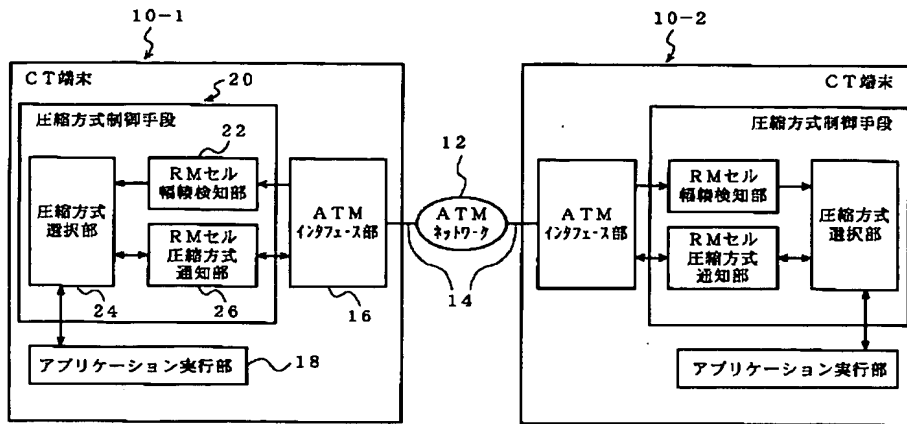 10-1
10-2
CT端末
20
圧縮方式制御手段
22
RMセル
輻輳検知部
圧縮方式
選択部
RMセル
圧縮方式
通知部
24
26
ATM
インタフェース部
16
アプリケーション実行部
18
12
ATM
ネットワーク
14
CT端末
圧縮方式制御手段
ATM
インタフェース部
RMセル
輻輳検知部
RMセル
圧縮方式
通知部
圧縮方式
選択部
アプリケーション実行部